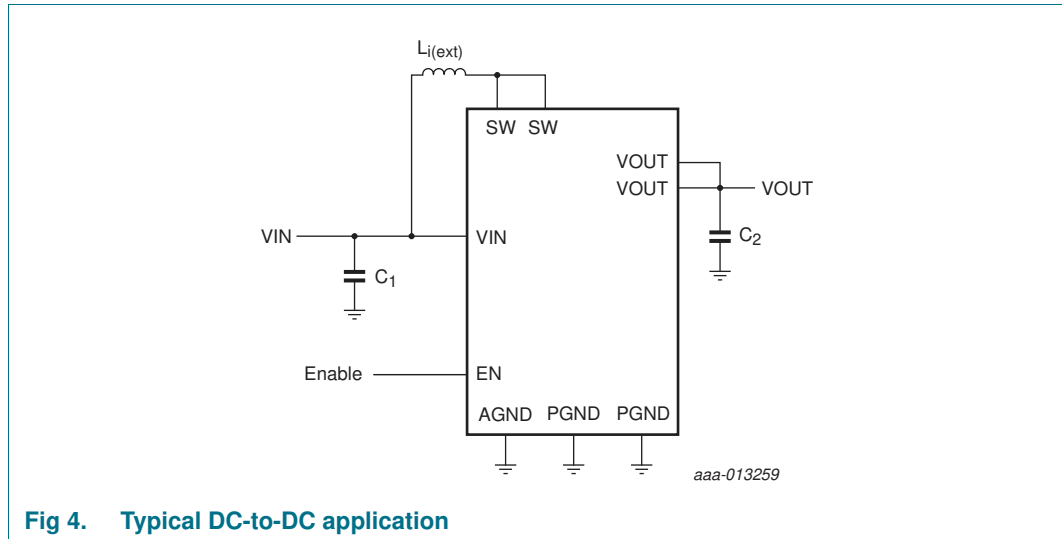 Li(ext)
SW SW
VOUT
VOUT VOUT
VIN VIN
C2
C1
Enable EN
AGND PGND PGND
aaa-013259
Fig 4. Typical DC-to-DC application